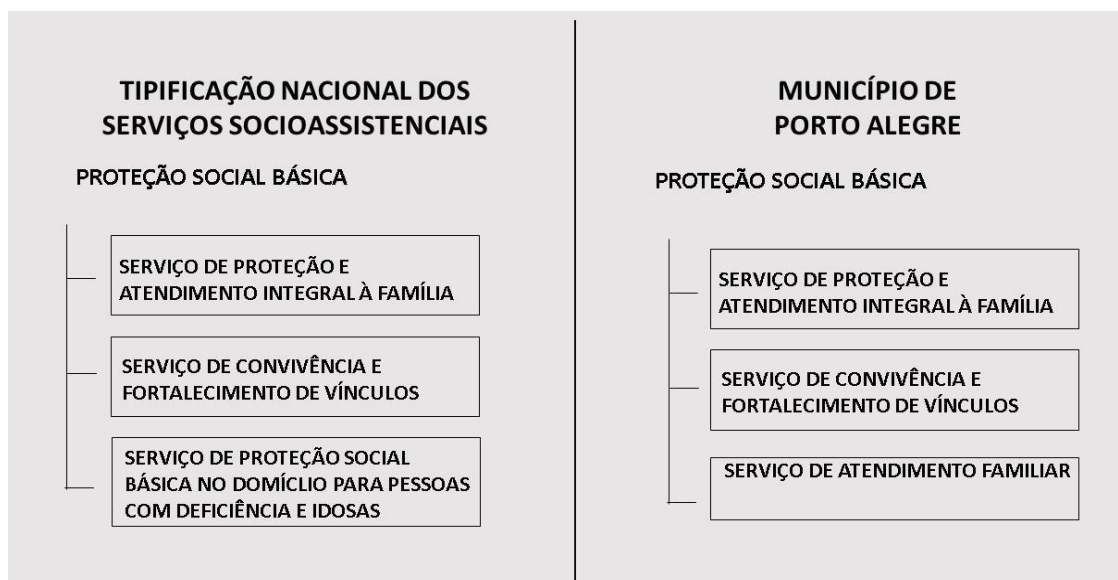 TIPIFICAÇÃO NACIONAL DOS
SERVIÇOS SOCIOASSISTENCIAIS
PROTEÇÃO SOCIAL BÁSICA
SERVIÇO DE PROTEÇÃO E
ATENDIMENTO INTEGRAL À FAMÍLIA
SERVIÇO DE CONVIVÊNCIA E
FORTALECIMENTO DE VÍNCULOS
SERVIÇO DE PROTEÇÃO SOCIAL
BÁSICA NO DOMÍCLIO PARA PESSOAS
COM DEFICIÊNCIA E IDOSAS
MUNICÍPIO DE
PORTO ALEGRE
PROTEÇÃO SOCIAL BÁSICA
SERVIÇO DE PROTEÇÃO E
ATENDIMENTO INTEGRAL À FAMÍLIA
SERVIÇO DE CONVIVÊNCIA E
FORTALECIMENTO DE VÍNCULOS
SERVIÇO DE ATENDIMENTO FAMILIAR